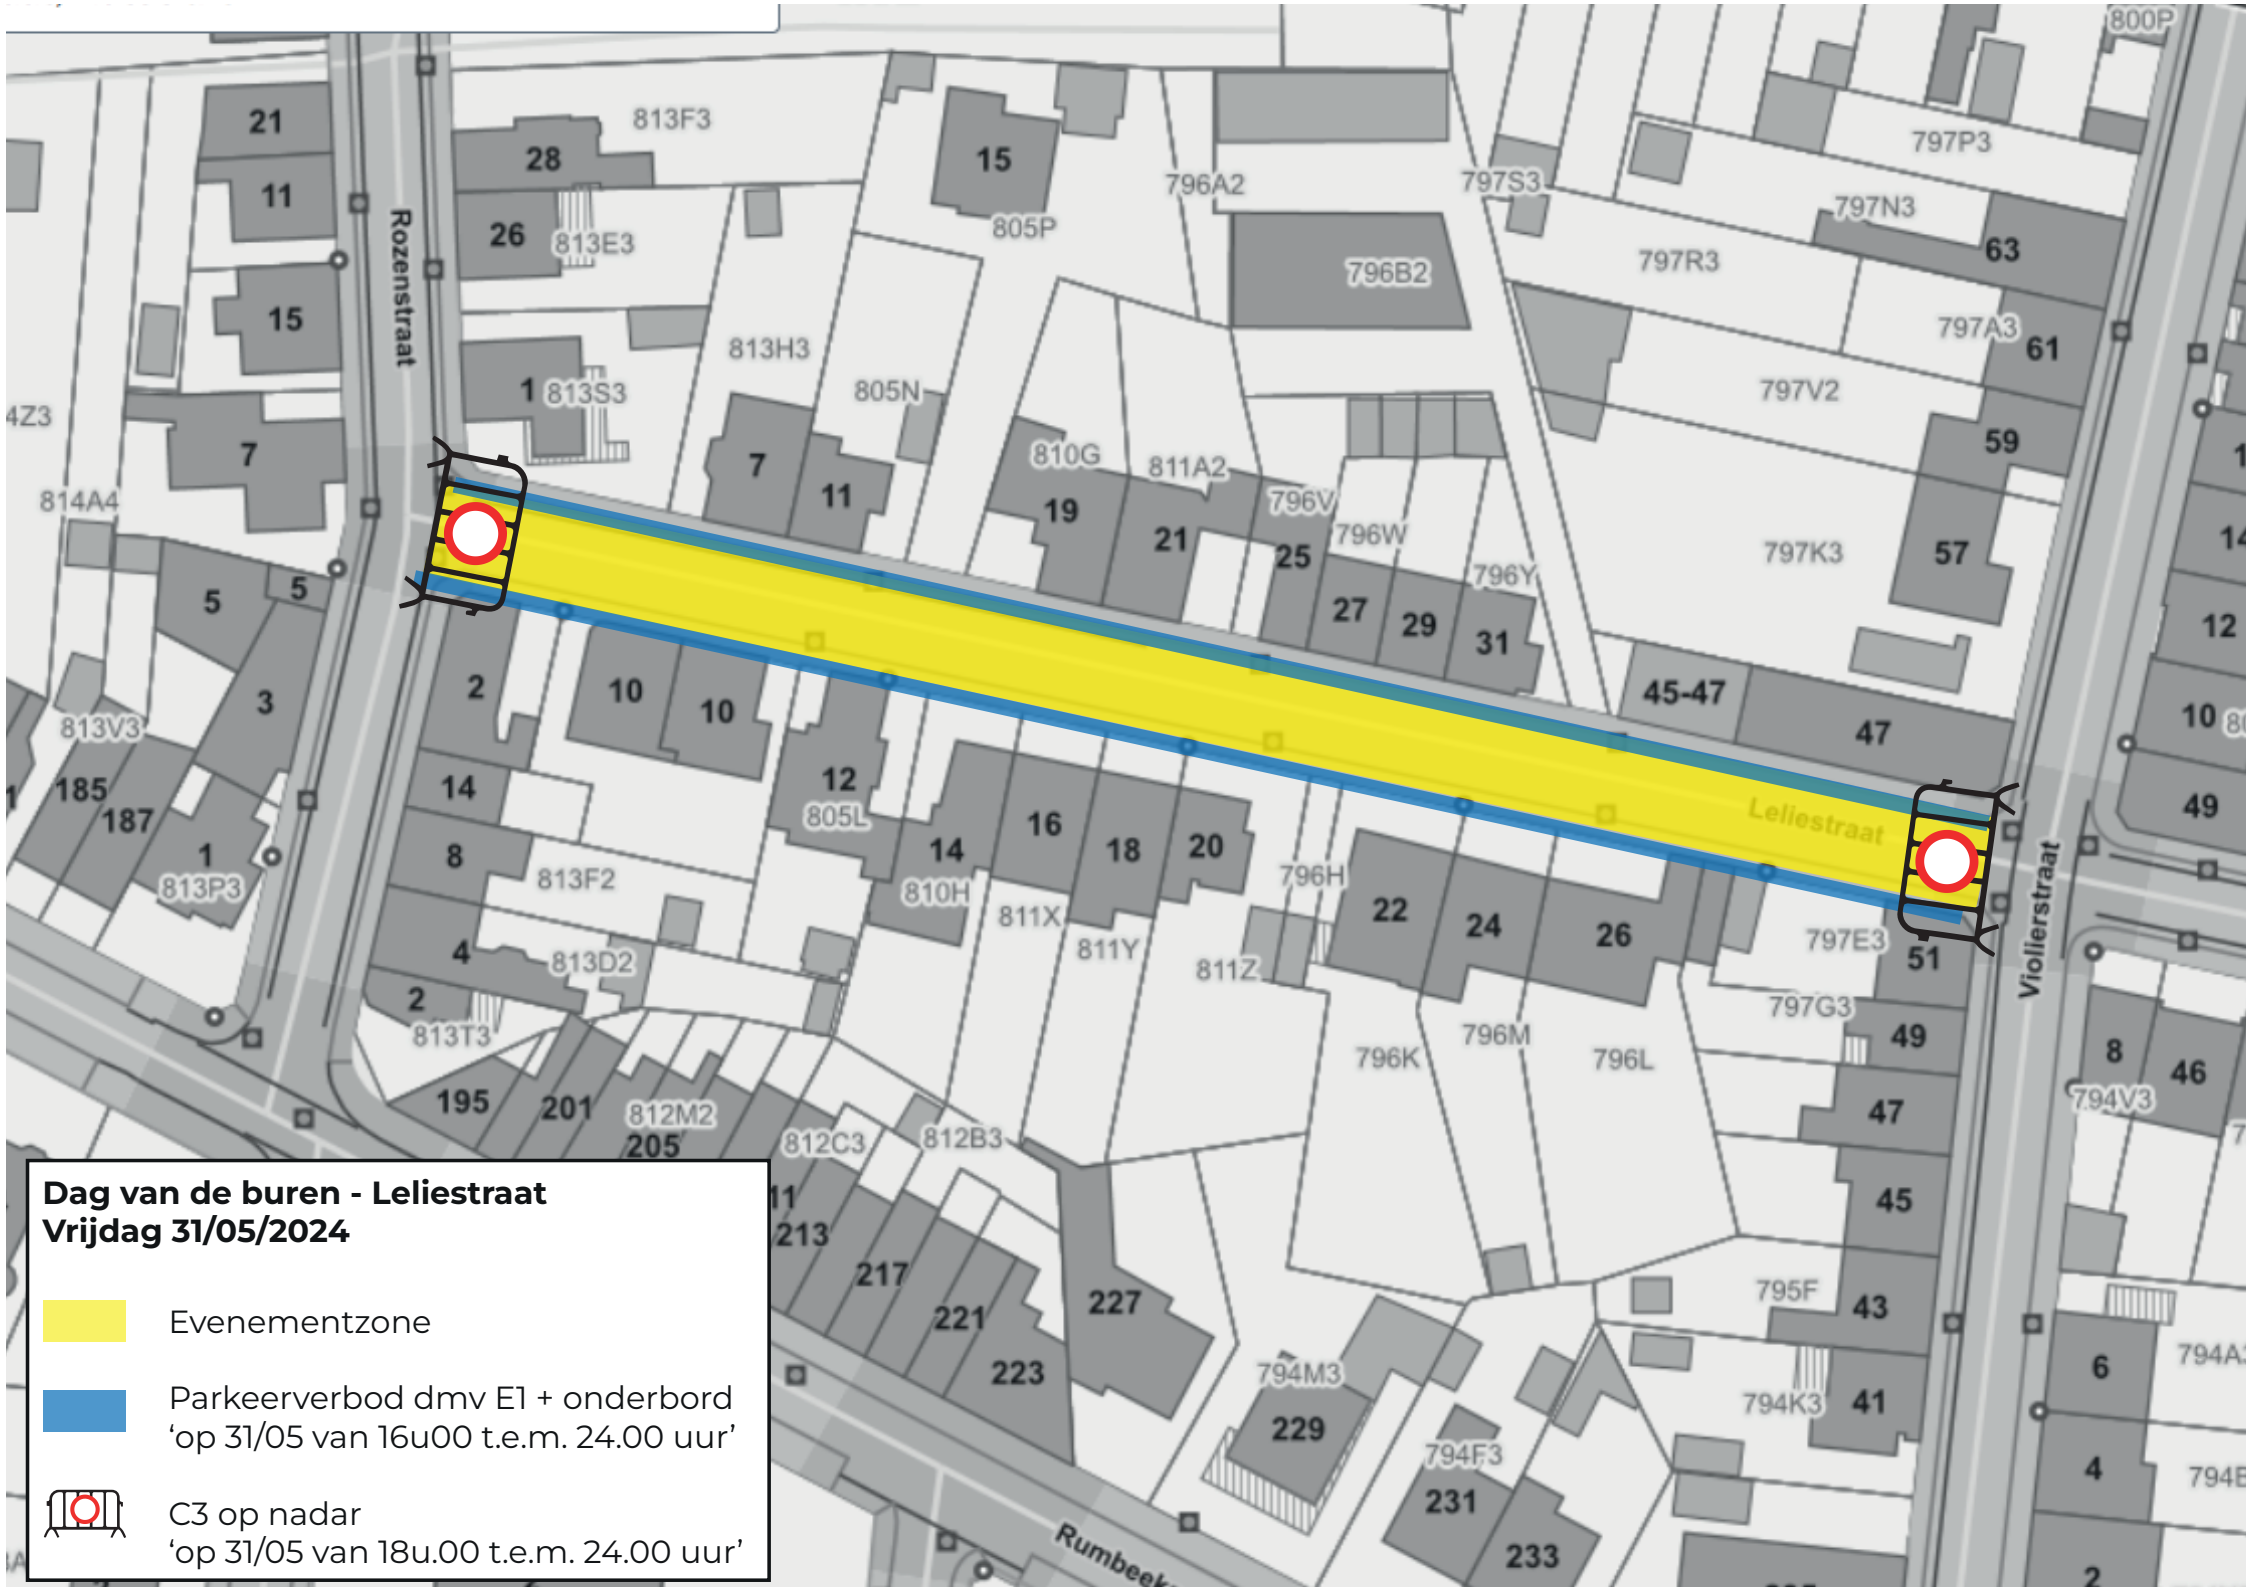 800P
21
813F3
28
15
797P3
11
796A2
797S3
797N3
26
813E3
805P
63
Rozenstraat
796B2
797R3
15
813H3
797A3
61
1
813S3
805N
797V2
4Z3
7
59
810G
7
811A2
11
814A4
796V
19
21
25
796W
797K3
57
14
5
5
796Y
27
29
31
12
2
10
10
3
45-47
47
10
813V3
12
185
187
14
805L
Leliestraat
49
16
18
20
14
1
8
813P3
813F2
810H
796H
22
24
26
811X
Violierstraat
811Y
797E3
51
4
813D2
811Z
2
813T3
797G3
49
796K
796M
796L
8
46
195
201
812M2
205
794V3
47
812C3
812B3
11
213
45
217
221
227
795F
43
223
794M3
6
229
794K3
41
794F3
4
231
233
2
Rumbeek
Dag van de buren - Leliestraat
Vrijdag 31/05/2024
Evenementzone
Parkeerverbod dmv E1 + onderbord
‘op 31/05 van 16u00 t.e.m. 24.00 uur’
C3 op nadar
‘op 31/05 van 18u.00 t.e.m. 24.00 uur’